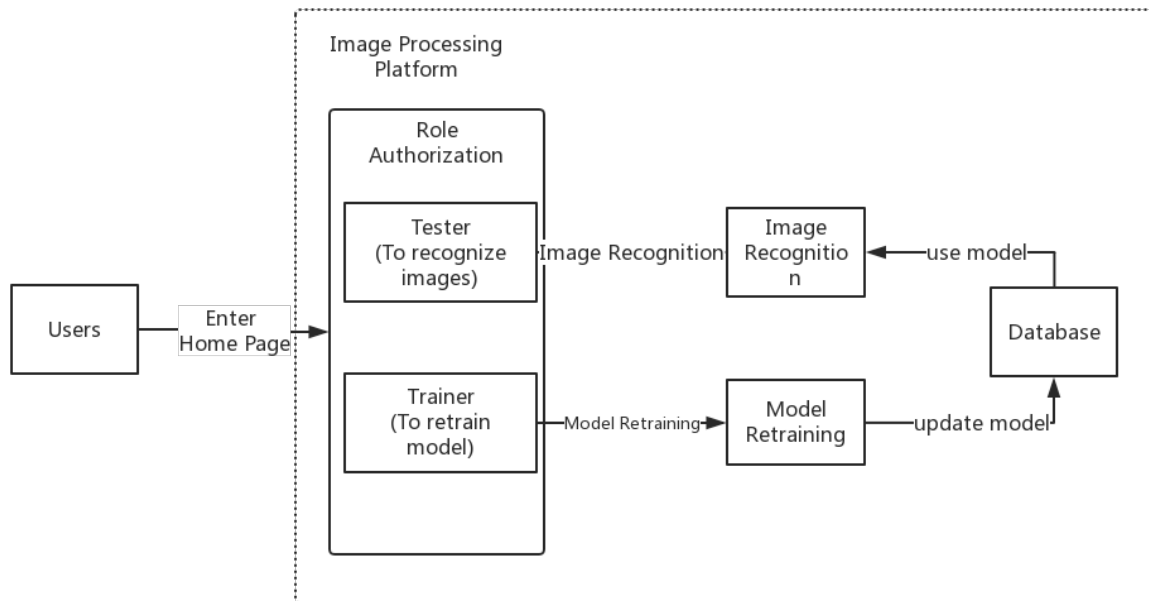 Image Processing
Platform
Role
Authorization
Tester
(To recognize
images)
Image Recognition
Image
Recognitio
n
use model
Users
Enter
Home Page
Database
Trainer
(To retrain
model)
Model Retraining
Model
Retraining
update model